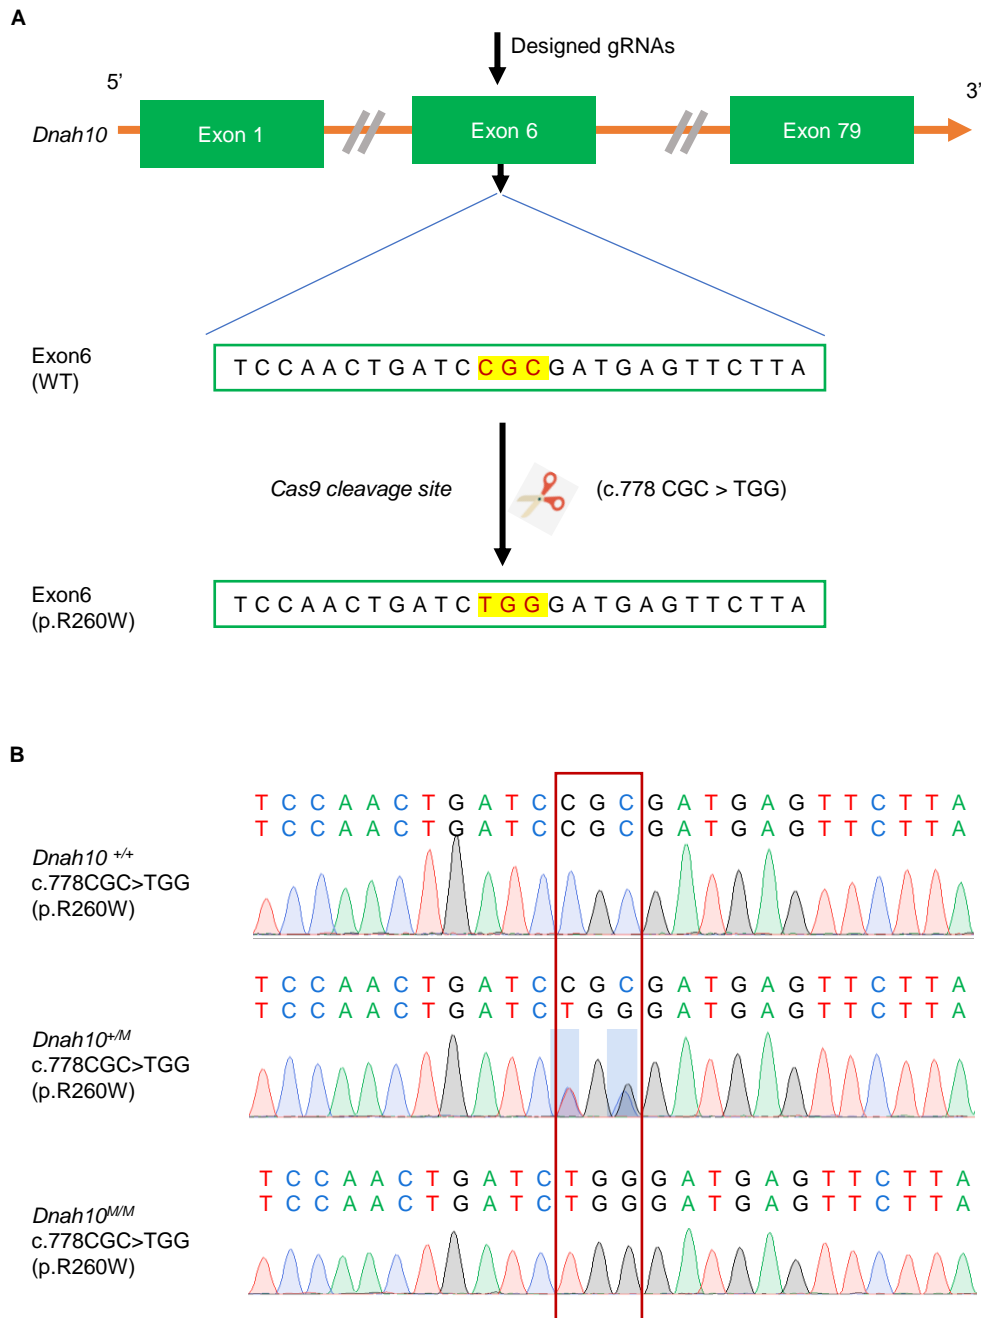 A
Designed gRNAs
5’
3’
Dnah10
Exon 1
Exon 6
Exon 79
Exon6
(WT)
T C C A A C T G A T C C G C G A T G A G T T C T T A
Cas9 cleavage site
(c.778 CGC > TGG)
Exon6
(p.R260W)
T C C A A C T G A T C T G G G A T G A G T T C T T A
B
T C C A A C T G A T C C G C G A T G A G T T C T T A
T C C A A C T G A T C C G C G A T G A G T T C T T A
Dnah10 +/+
c.778CGC>TGG
(p.R260W)
T C C A A C T G A T C C G C G A T G A G T T C T T A
T C C A A C T G A T C T G G G A T G A G T T C T T A
Dnah10+/M
c.778CGC>TGG
(p.R260W)
T C C A A C T G A T C T G G G A T G A G T T C T T A
T C C A A C T G A T C T G G G A T G A G T T C T T A
Dnah10M/M
c.778CGC>TGG
(p.R260W)